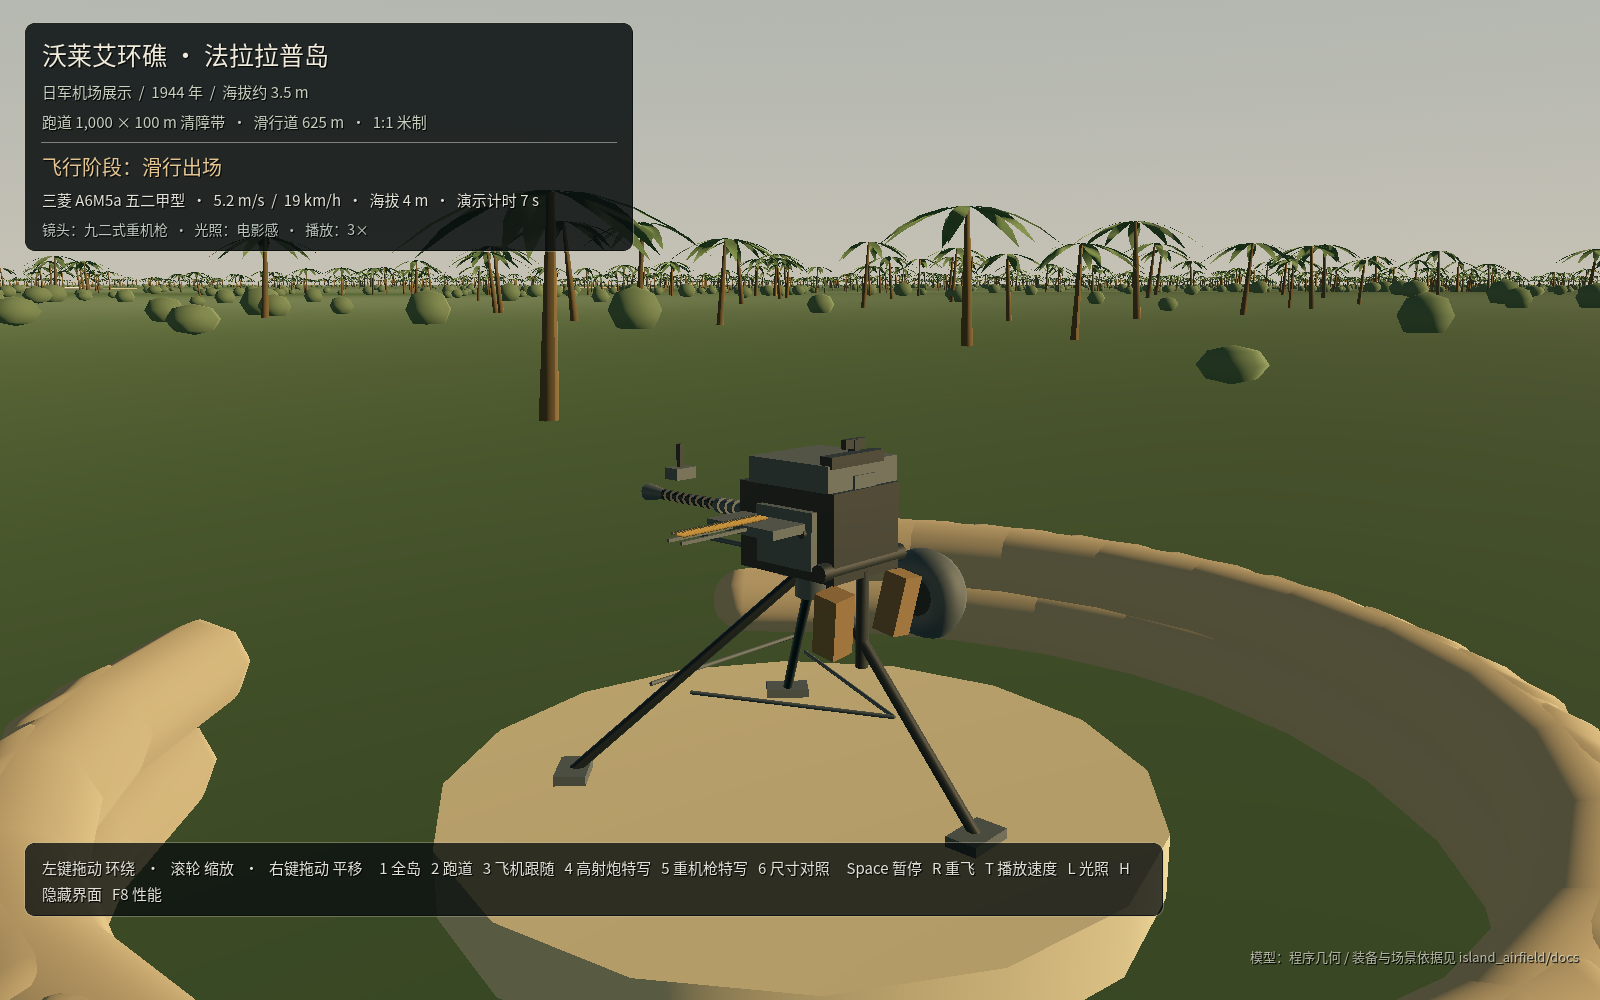 沃莱艾环礁 · 法拉拉普岛
日军机场展示 / 1944 年 / 海拔约 3.5 m
跑道 1,000 × 100 m 清障带 · 滑行道 625 m · 1:1 米制
飞行阶段：滑行出场
三菱 A6M5a 五二甲型 · 5.2 m/s / 19 km/h · 海拔 4 m · 演示计时 7 s
镜头：九二式重机枪 · 光照：电影感 · 播放：3×
左键拖动 环绕 · 滚轮 缩放 · 右键拖动 平移 1 全岛 2 跑道 3 飞机跟随 4 高射炮特写 5 重机枪特写 6 尺寸对照 Space 暂停 R 重飞 T 播放速度 L 光照 H
隐藏界面 F8 性能
模型：程序几何 / 装备与场景依据见 island_airfield/docs